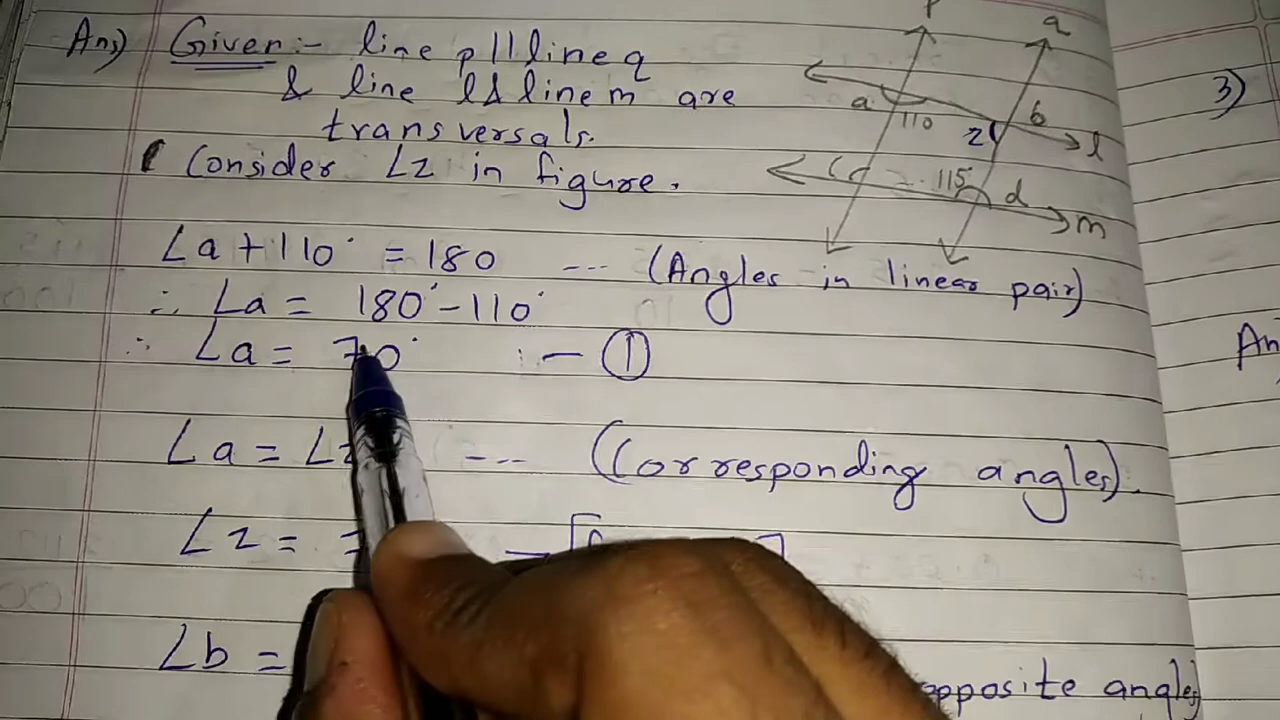 Ans) Given:- line p || line q
& line l & line m are
transversals.
Consider ∠z in figure.
∠a + 110° = 180 --- (Angles in linear pair)
∴ ∠a = 180° - 110°
∴ ∠a = 70° :- ①
∠a = ∠z --- (Corresponding angles).
∠z =
∠b =
opposite angles
p
q
a
110
b
z
l
c
115
d
m
3)
An